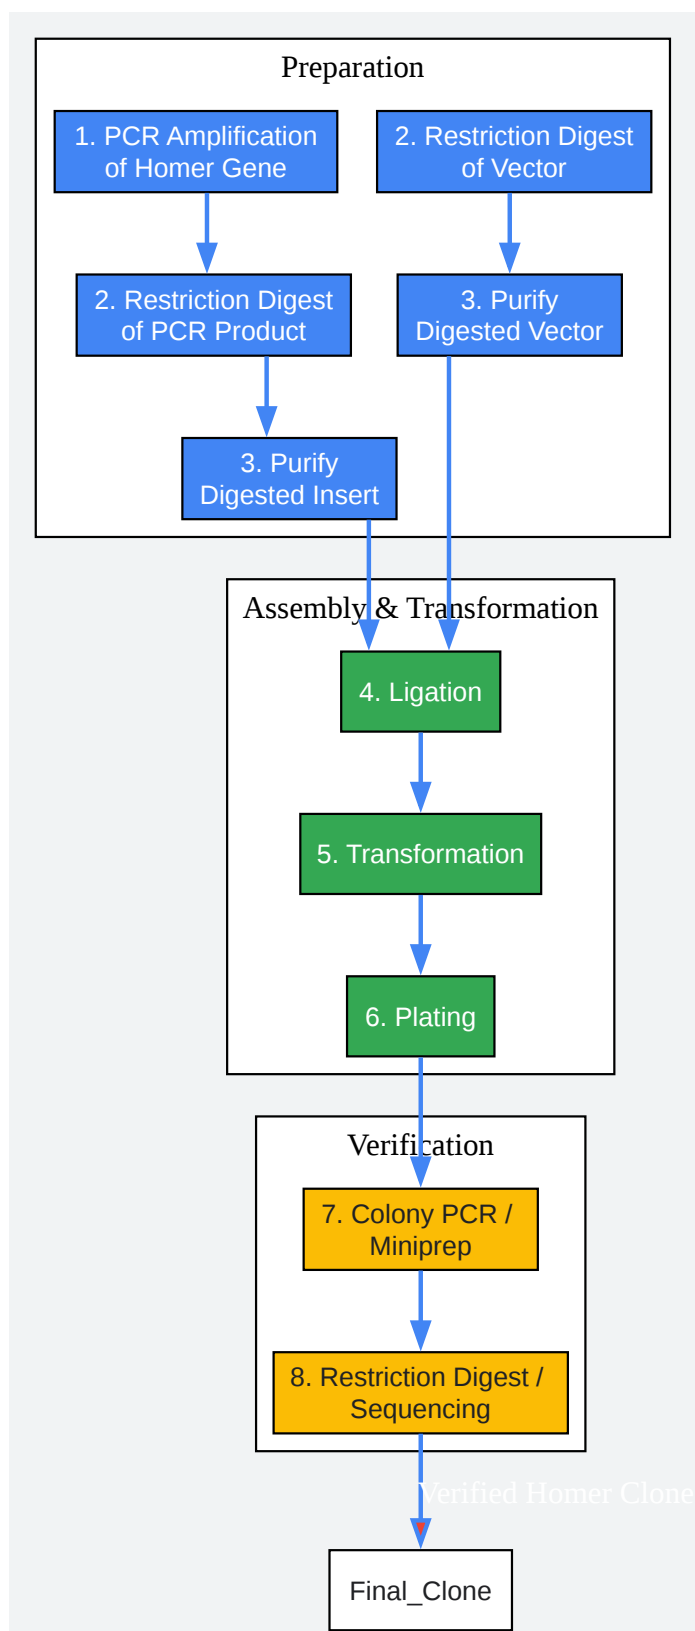 Preparation
1. PCR Amplification
of Homer Gene
2. Restriction Digest
of Vector
2. Restriction Digest
of PCR Product
3. Purify
Digested Vector
3. Purify
Digested Insert
Assembly & Transformation
4. Ligation
5. Transformation
6. Plating
Verification
7. Colony PCR /
Miniprep
8. Restriction Digest /
Sequencing
Verified Homer Clone
Final_Clone